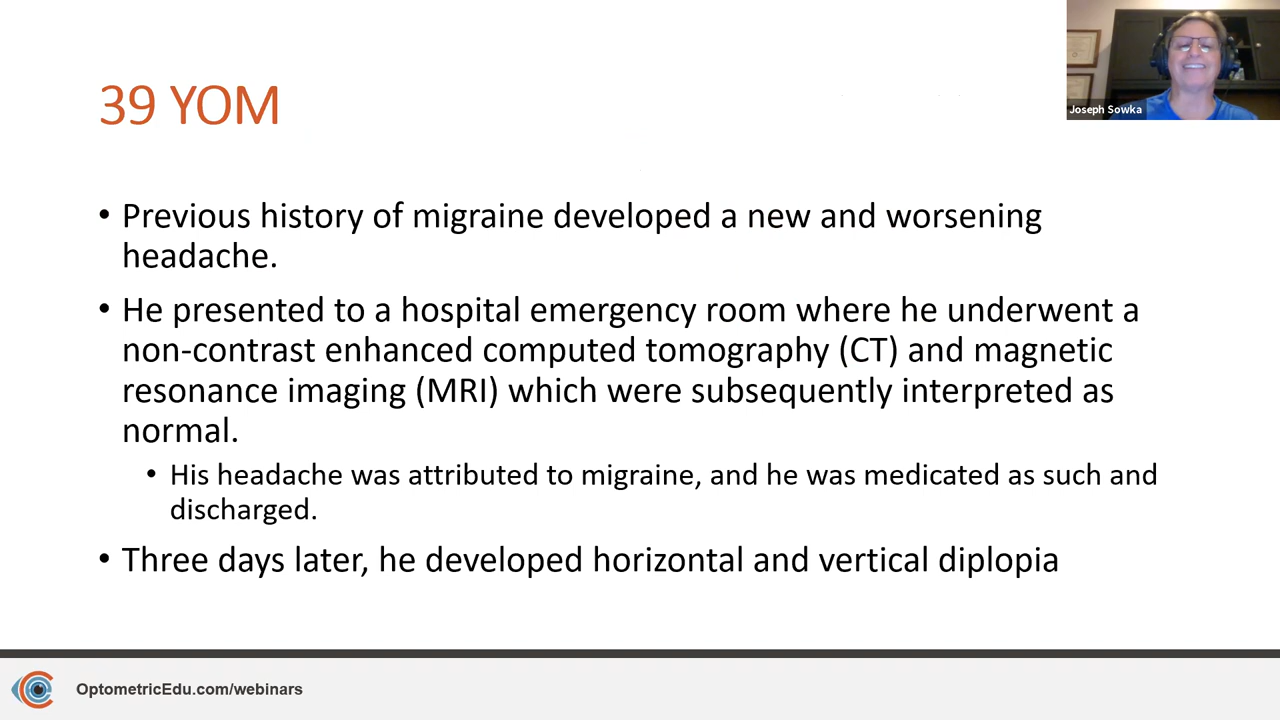 Joseph Sowka
39 YOM
• Previous history of migraine developed a new and worsening
headache.
• He presented to a hospital emergency room where he underwent a
non-contrast enhanced computed tomography (CT) and magnetic
resonance imaging (MRI) which were subsequently interpreted as
normal.
• His headache was attributed to migraine, and he was medicated as such and
discharged.
• Three days later, he developed horizontal and vertical diplopia
OptometricEdu.com/webinars